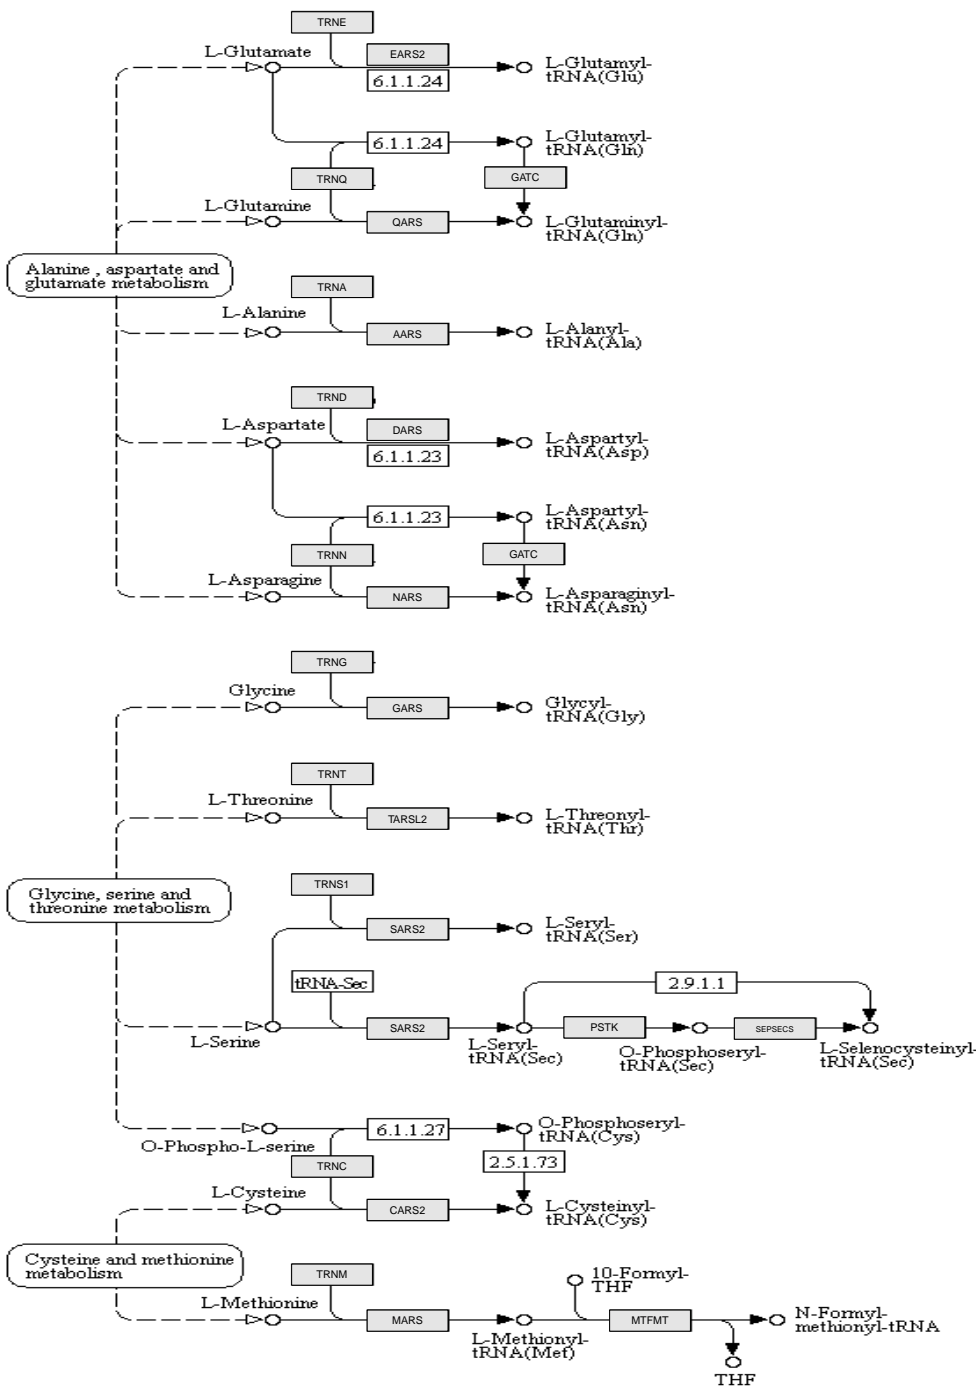 TRNE
L-Glutamate
EARS2
6.1.1.24
L-Glutamyl-
tRNA(Glu)
6.1.1.24
L-Glutamyl-
tRNA(Gln)
TRNQ
GATC
L-Glutamine
QARS
L-Glutaminyl-
tRNA(Gln)
Alanine , aspartate and
glutamate metabolism
TRNA
L-Alanine
AARS
L-Alanyl-
tRNA(Ala)
TRND
L-Aspartate
DARS
6.1.1.23
L-Aspartyl-
tRNA(Asp)
6.1.1.23
L-Aspartyl-
tRNA(Asn)
TRNN
GATC
L-Asparagine
NARS
L-Asparaginyl-
tRNA(Asn)
TRNG
Glycine
GARS
Glycyl-
tRNA(Gly)
TRNT
L-Threonine
TARSL2
L-Threonyl-
tRNA(Thr)
Glycine, serine and
threonine metabolism
TRNS1
SARS2
L-Seryl-
tRNA(Ser)
tRNA-Sec
2.9.1.1
L-Serine
SARS2
L-Seryl-
tRNA(Sec)
PSTK
O-Phosphoseryl-
tRNA(Sec)
SEPSECS
L-Selenocysteinyl-
tRNA(Sec)
O-Phospho-L-serine
6.1.1.27
O-Phosphoseryl-
tRNA(Cys)
TRNC
2.5.1.73
L-Cysteine
CARS2
L-Cysteinyl-
tRNA(Cys)
Cysteine and methionine
metabolism
TRNM
10-Formyl-
THF
L-Methionine
MARS
L-Methionyl-
tRNA(Met)
MTFMT
N-Formyl-
methionyl-tRNA
THF